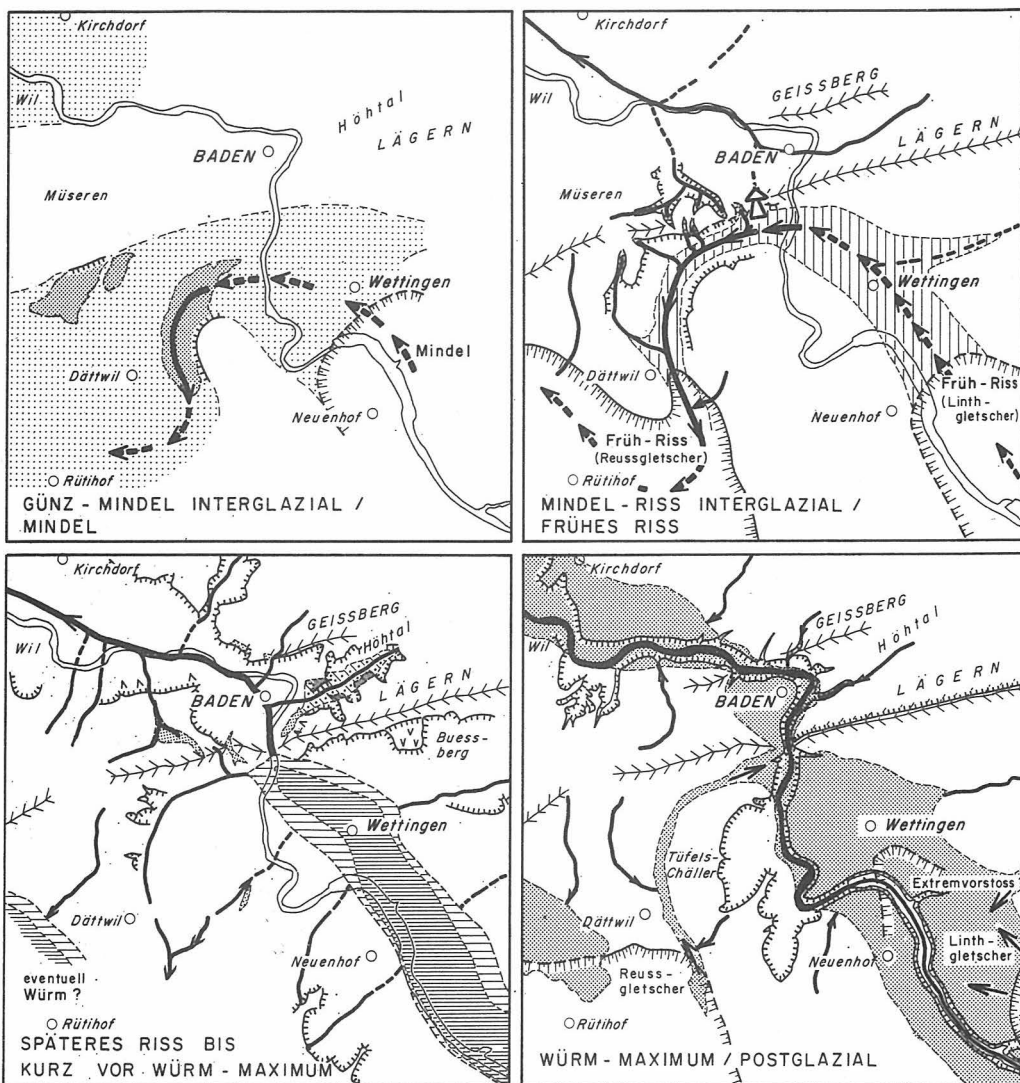 Kirchdorf
Wil
Höhtal
LÄGERN
BADEN
Müseren
Wettingen
Mindel
Dättwil
Neuenhof
Rütihof
GÜNZ - MINDEL INTERGLAZIAL /
MINDEL
Kirchdorf
GEISSBERG
Wil
LÄGERN
BADEN
Müseren
Wettingen
Dättwil
Früh - Riss
(Linth-
gletscher)
Neuenhof
Früh - Riss
(Reussgletscher)
Rütihof
MINDEL - RISS INTERGLAZIAL /
FRÜHES RISS
Kirchdorf
GEISSBERG
Höhtal
Wil
BADEN
LÄGERN
Buess-
berg
Wettingen
Dättwil
Neuenhof
eventuell
Würm ?
Rütihof
SPÄTERES RISS BIS
KURZ VOR WÜRM - MAXIMUM
Kirchdorf
GEISSBERG
Höhtal
Wil
LÄGERN
BADEN
Wettingen
Tüfels-
Chäller
Extremvorstoss
Dättwil
Linth-
gletscher
Neuenhof
Reuss-
gletscher
Rütihof
WÜRM - MAXIMUM / POSTGLAZIAL